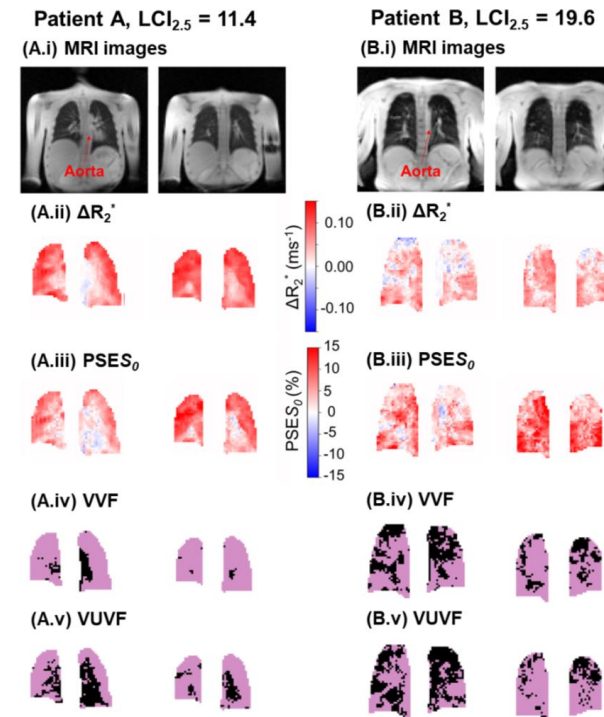 Patient A, LCI2.5 = 11.4
Patient B, LCI2.5 = 19.6
(A.i) MRI images
(B.i) MRI images
Aorta
Aorta
(A.ii) ΔR2*
(B.ii) ΔR2*
ΔR2* (ms-1)
0.10
0.00
-0.10
(A.iii) PSES0
(B.iii) PSES0
PSES0 (%)
15
10
5
0
-5
-10
-15
(A.iv) VVF
(B.iv) VVF
(A.v) VUVF
(B.v) VUVF